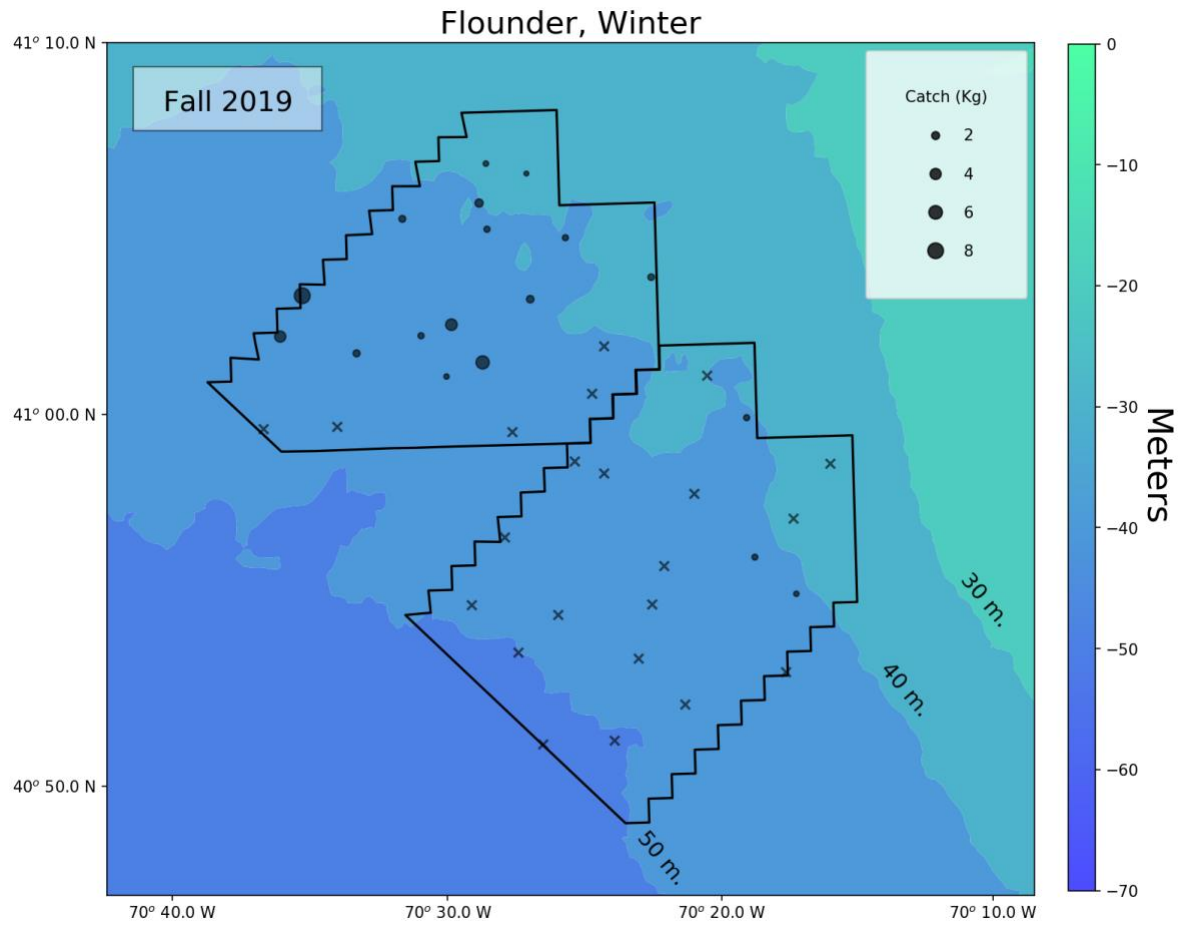 Flounder, Winter
41° 10.0 N
41° 00.0 N
40° 50.0 N
Fall 2019
Catch (Kg)
2
4
6
8
30 m.
40 m.
50 m.
70° 40.0 W
70° 30.0 W
70° 20.0 W
70° 10.0 W
0
−10
−20
−30
−40
−50
−60
−70
Meters